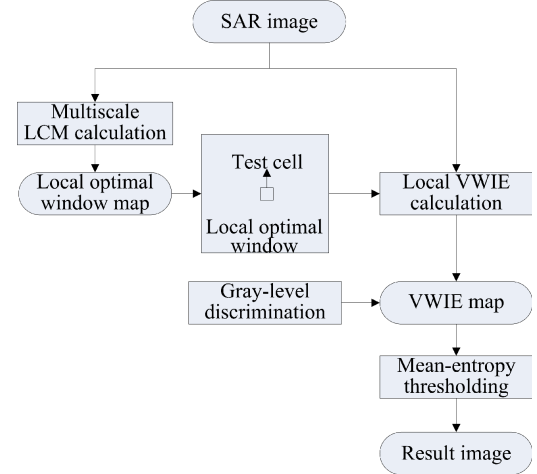 SAR image
Multiscale
LCM calculation
Local optimal
window map
Test cell
Local optimal
window
Local VWIE
calculation
Gray-level
discrimination
VWIE map
Mean-entropy
thresholding
Result image